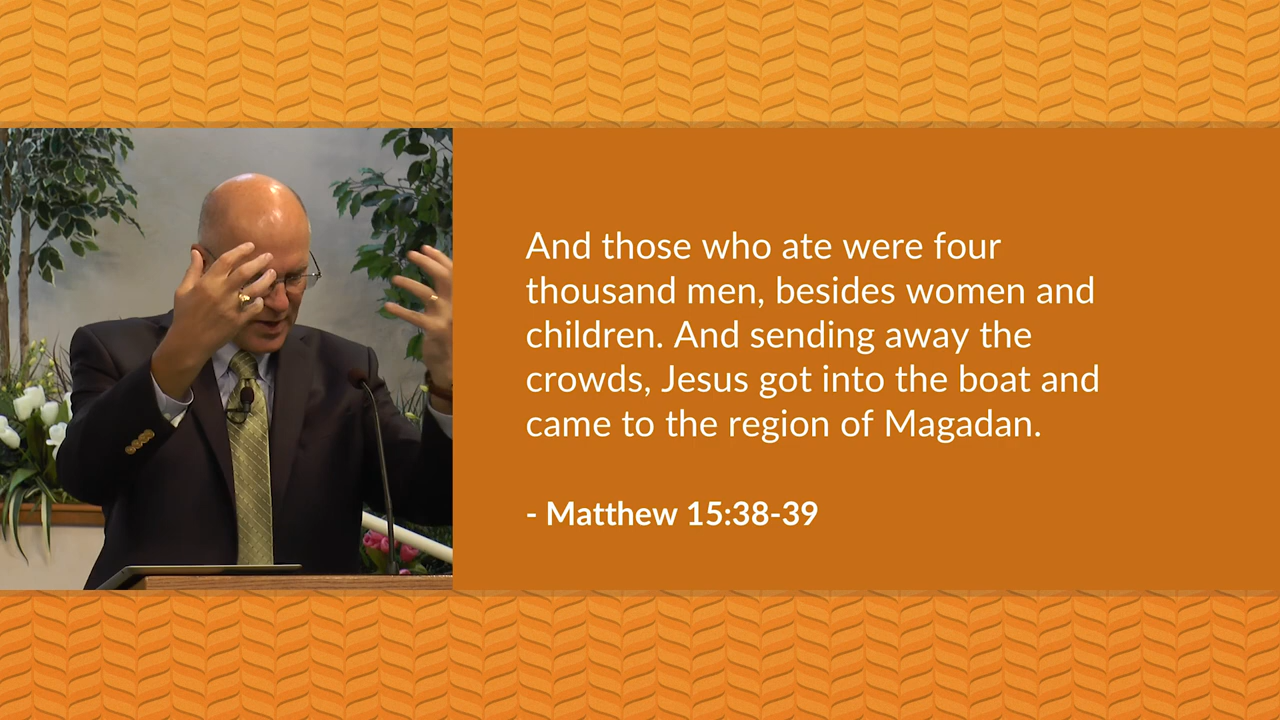 And those who ate were four
thousand men, besides women and
children. And sending away the
crowds, Jesus got into the boat and
came to the region of Magadan.
- Matthew 15:38-39